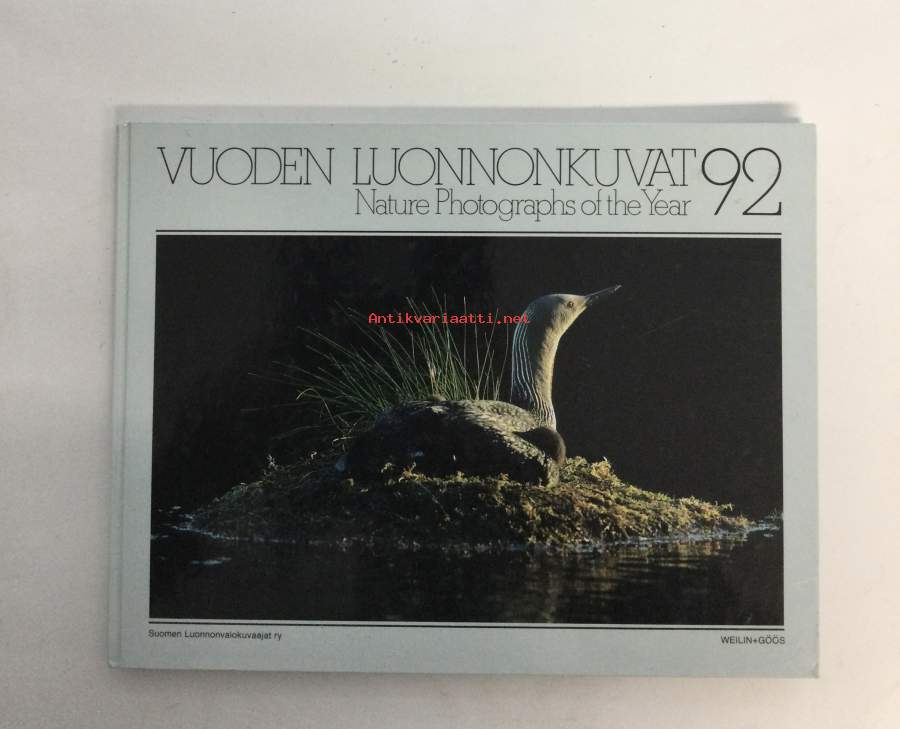 VUODEN LUONNONKUVAT 92
Nature Photographs of the Year
Antikvariaatti.net
Suomen Luonnonvalokuvaajat ry
WEILIN+GÖÖS